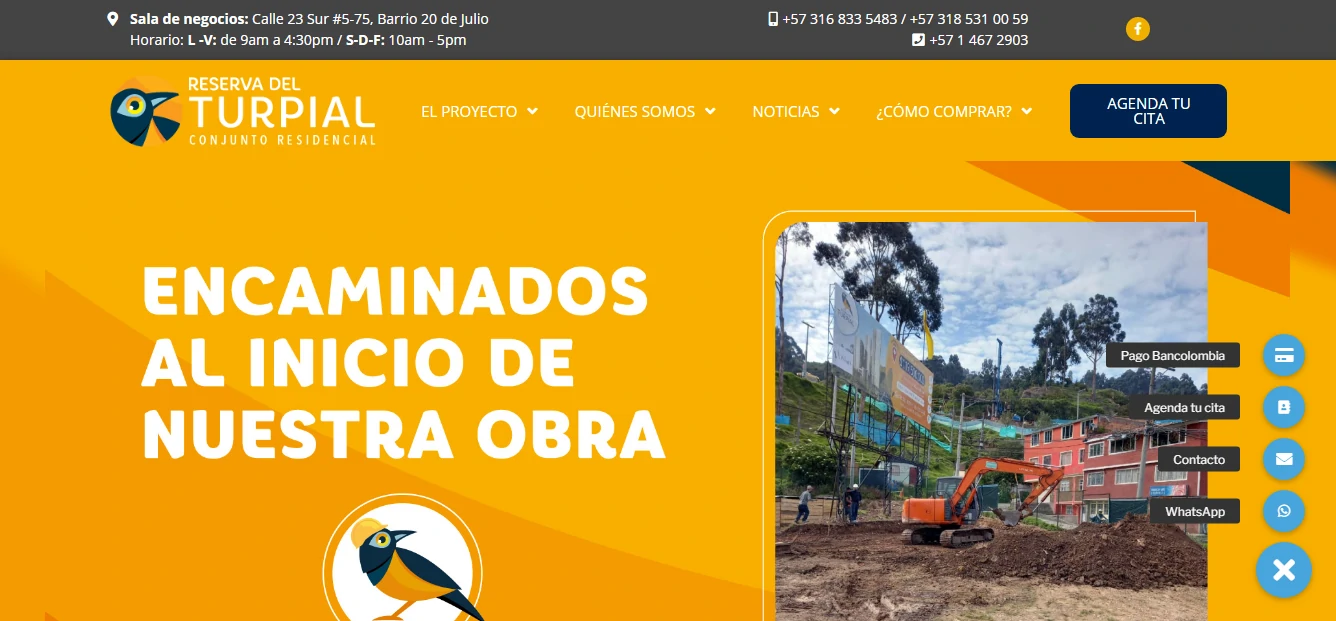 Sala de negocios: Calle 23 Sur #5-75, Barrio 20 de Julio
Horario: L -V: de 9am a 4:30pm / S-D-F: 10am - 5pm
+57 316 833 5483 / +57 318 531 00 59
+57 1 467 2903
RESERVA DEL
TURPIAL
CONJUNTO RESIDENCIAL
EL PROYECTO
QUIÉNES SOMOS
NOTICIAS
¿CÓMO COMPRAR?
AGENDA TU
CITA
ENCAMINADOS
AL INICIO DE
NUESTRA OBRA
Pago Bancolombia
Agenda tu cita
Contacto
WhatsApp